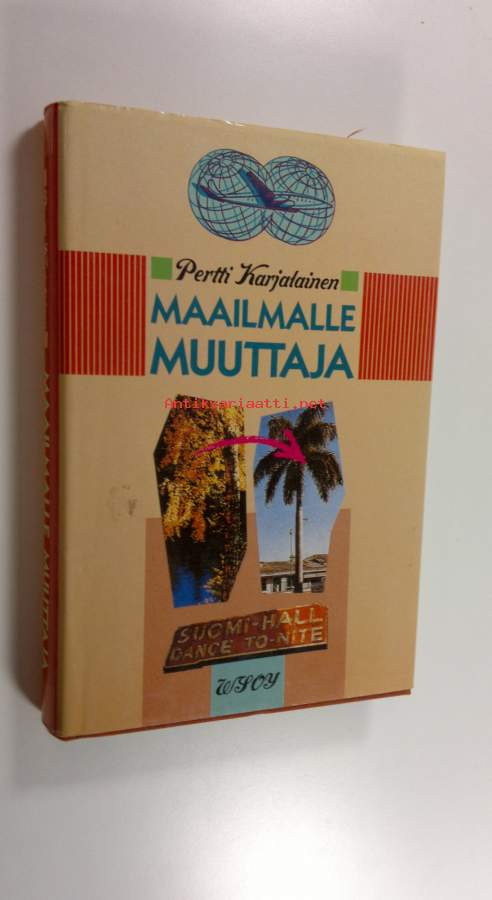 Pertti Karjalainen
MAAILMALLE
MUUTTAJA
Antikvariaatti.net
SUOMI-HALL
DANCE TO-NITE
WSOY
MAAILMALLE MUUTTAJA